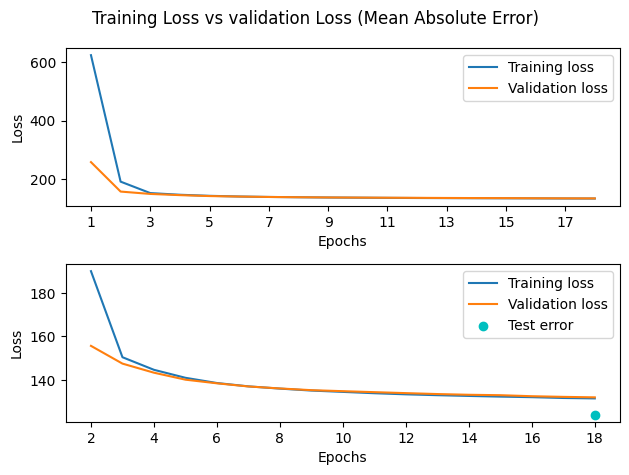 Training Loss vs validation Loss (Mean Absolute Error)
600
400
200
Loss
Training loss
Validation loss
1 3 5 7 9 11 13 15 17
Epochs
180
160
140
Loss
Training loss
Validation loss
Test error
2 4 6 8 10 12 14 16 18
Epochs